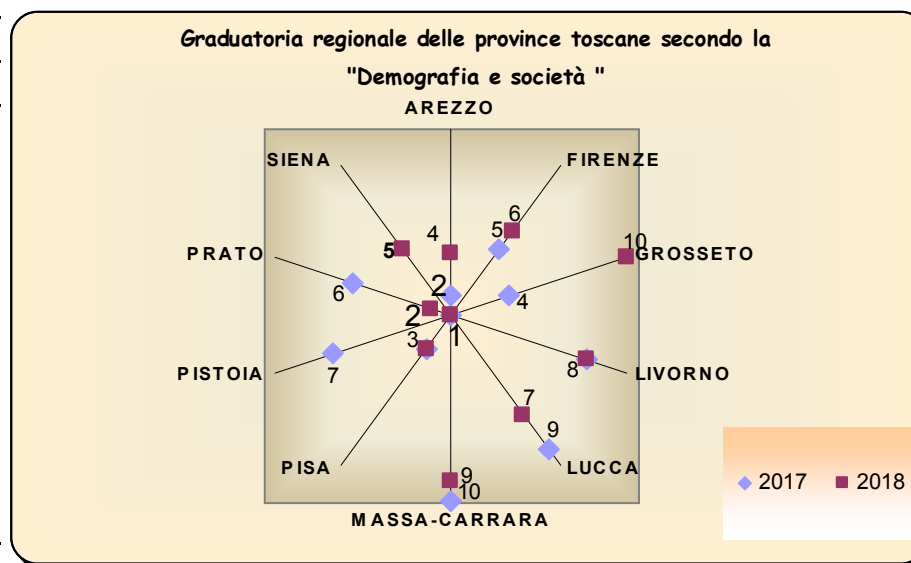 Graduatoria regionale delle province toscane secondo la
"Demografia e società "
AREZZO
SIENA
FIRENZE
6
5
4
5
10
PRATO
GROSSETO
2
6
4
2
1
3
PISTOIA
7
8
LIVORNO
7
9
PISA
LUCCA
9
10
MASSA-CARRARA
2017
2018